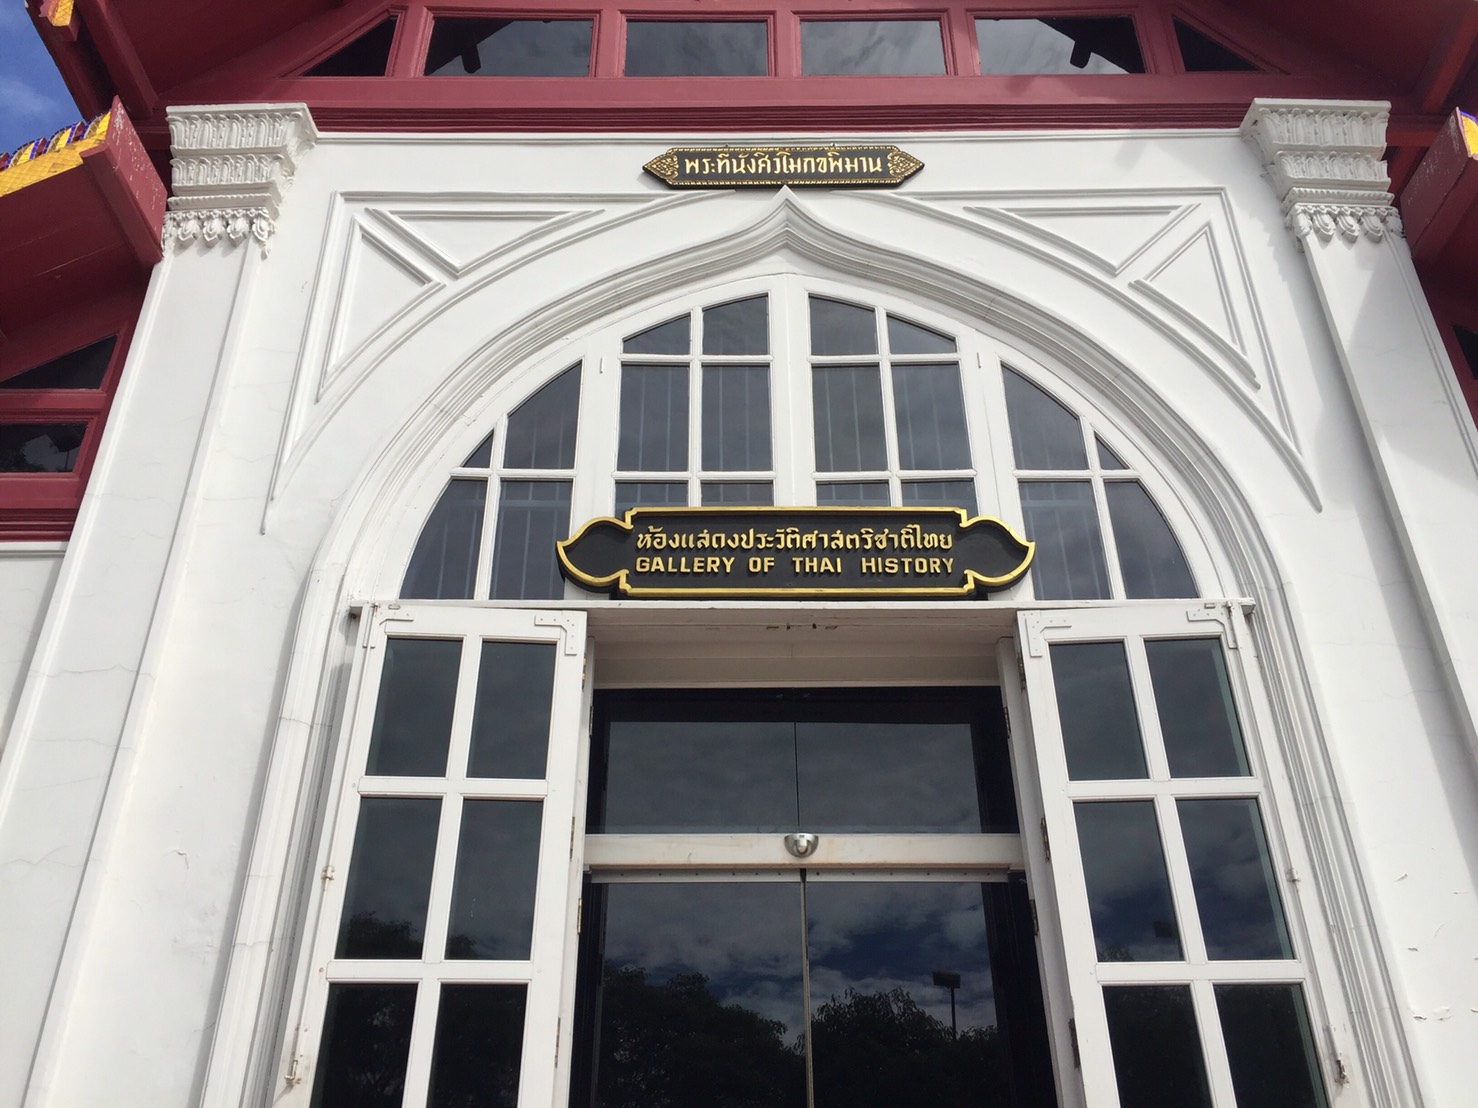 พระที่นั่งศิวโมกขพิมาน
ห้องแสดงประวัติศาสตร์ชาติไทย
GALLERY OF THAI HISTORY